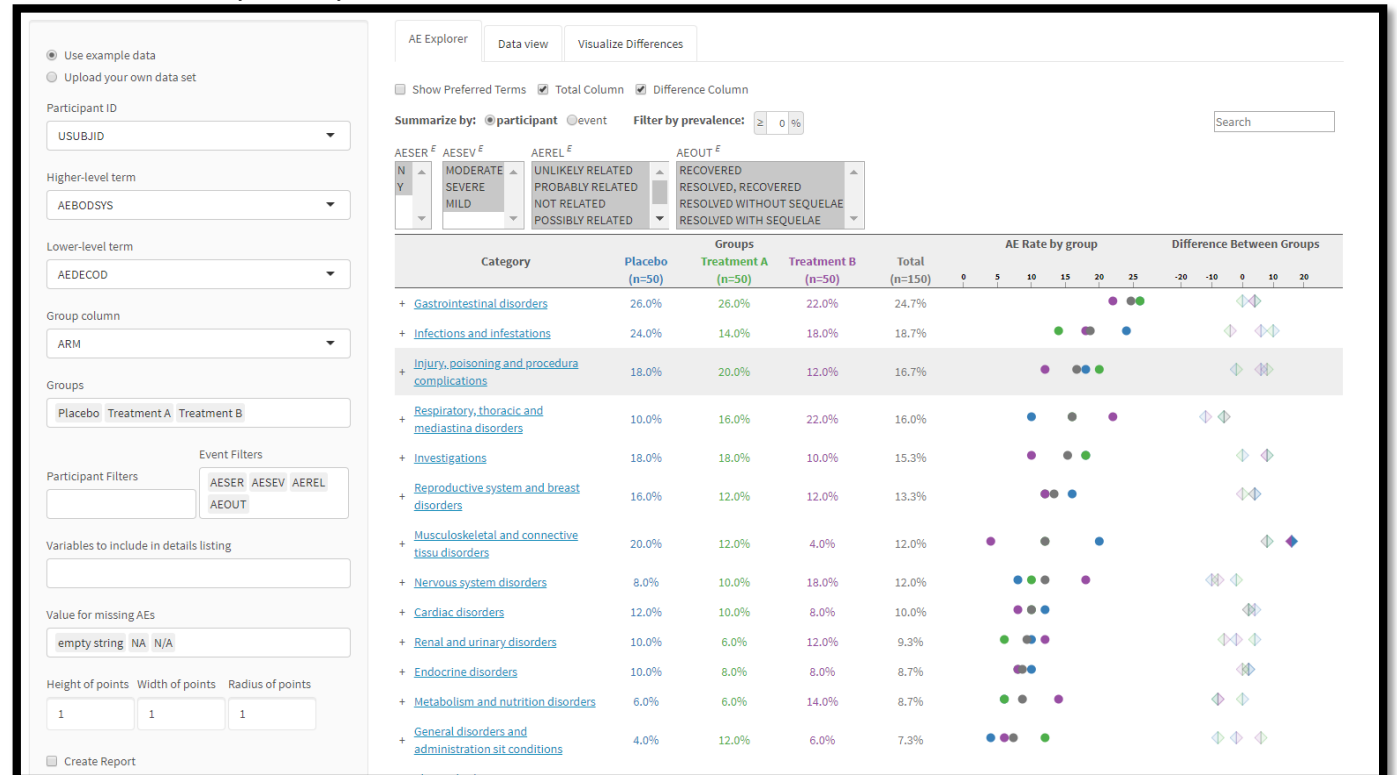 Use example data
Upload your own data set
Participant ID
USUBJID
Higher-level term
AEBODSYS
Lower-level term
AEDECOD
Group column
ARM
Groups
Placebo Treatment A Treatment B
Participant Filters
Event Filters
AESER AESEV AEREL
AEOUT
Variables to include in details listing
Value for missing AEs
empty string NA N/A
Height of points Width of points Radius of points
1 1 1
Create Report
AE Explorer Data view Visualize Differences
Show Preferred Terms Total Column Difference Column
Summarize by: participant event Filter by prevalence: ≥ 0 %
Search
AESER E AESEV E AEREL E AEOUT E
N MODERATE UNLIKELY RELATED RECOVERED
Y SEVERE PROBABLY RELATED RESOLVED, RECOVERED
MILD NOT RELATED RESOLVED WITHOUT SEQUELAE
POSSIBLY RELATED RESOLVED WITH SEQUELAE
Groups AE Rate by group Difference Between Groups
Category Placebo Treatment A Treatment B Total
(n=50) (n=50) (n=50) (n=150) 0 5 10 15 20 25 -20 -10 0 10 20
+ Gastrointestinal disorders 26.0% 26.0% 22.0% 24.7%
+ Infections and infestations 24.0% 14.0% 18.0% 18.7%
+ Injury, poisoning and procedura
complications 18.0% 20.0% 12.0% 16.7%
+ Respiratory, thoracic and
mediastina disorders 10.0% 16.0% 22.0% 16.0%
+ Investigations 18.0% 18.0% 10.0% 15.3%
+ Reproductive system and breast
disorders 16.0% 12.0% 12.0% 13.3%
+ Musculoskeletal and connective
tissu disorders 20.0% 12.0% 4.0% 12.0%
+ Nervous system disorders 8.0% 10.0% 18.0% 12.0%
+ Cardiac disorders 12.0% 10.0% 8.0% 10.0%
+ Renal and urinary disorders 10.0% 6.0% 12.0% 9.3%
+ Endocrine disorders 10.0% 8.0% 8.0% 8.7%
+ Metabolism and nutrition disorders 6.0% 6.0% 14.0% 8.7%
+ General disorders and
administration sit conditions 4.0% 12.0% 6.0% 7.3%